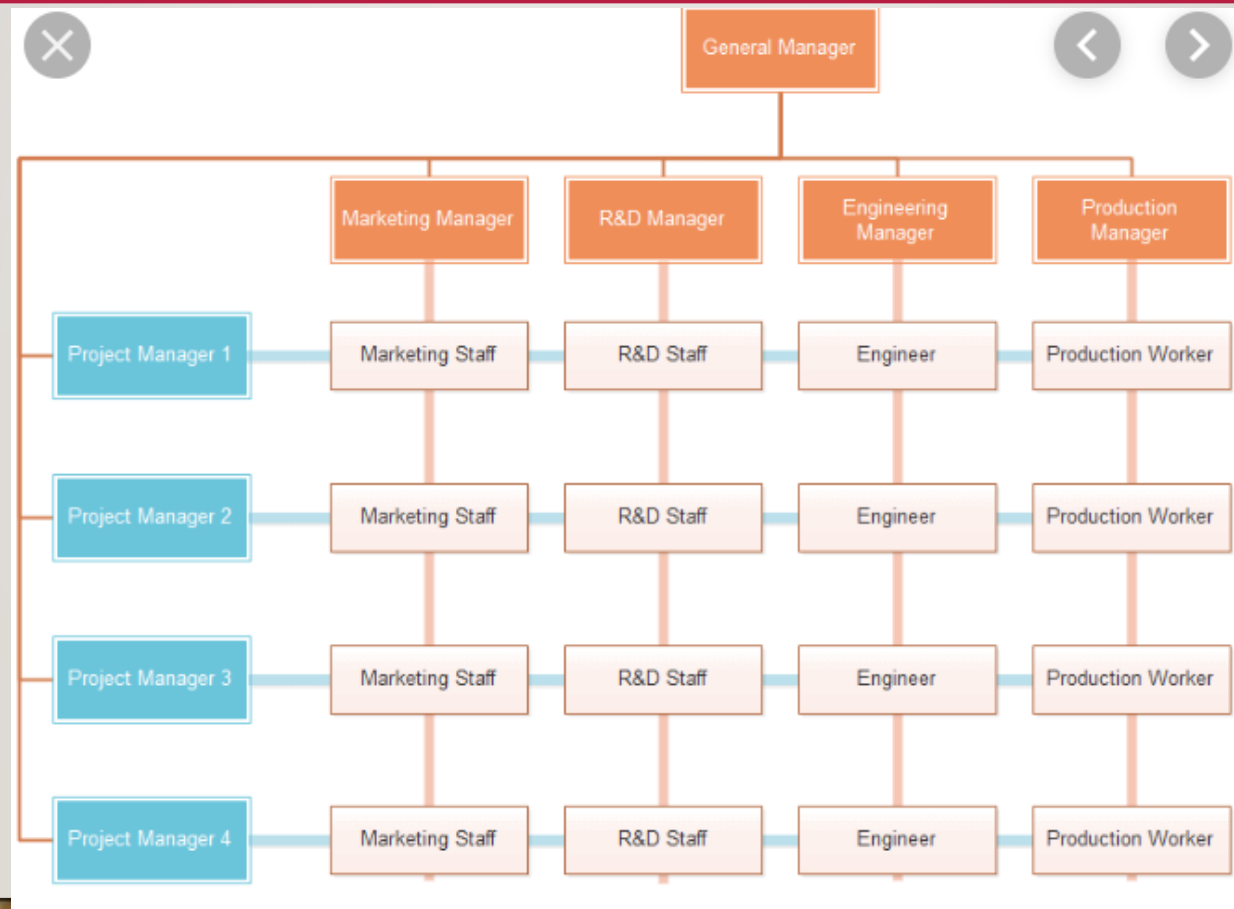 General Manager
Marketing Manager
R&D Manager
Engineering
Manager
Production
Manager
Project Manager 1
Marketing Staff
R&D Staff
Engineer
Production Worker
Project Manager 2
Marketing Staff
R&D Staff
Engineer
Production Worker
Project Manager 3
Marketing Staff
R&D Staff
Engineer
Production Worker
Project Manager 4
Marketing Staff
R&D Staff
Engineer
Production Worker